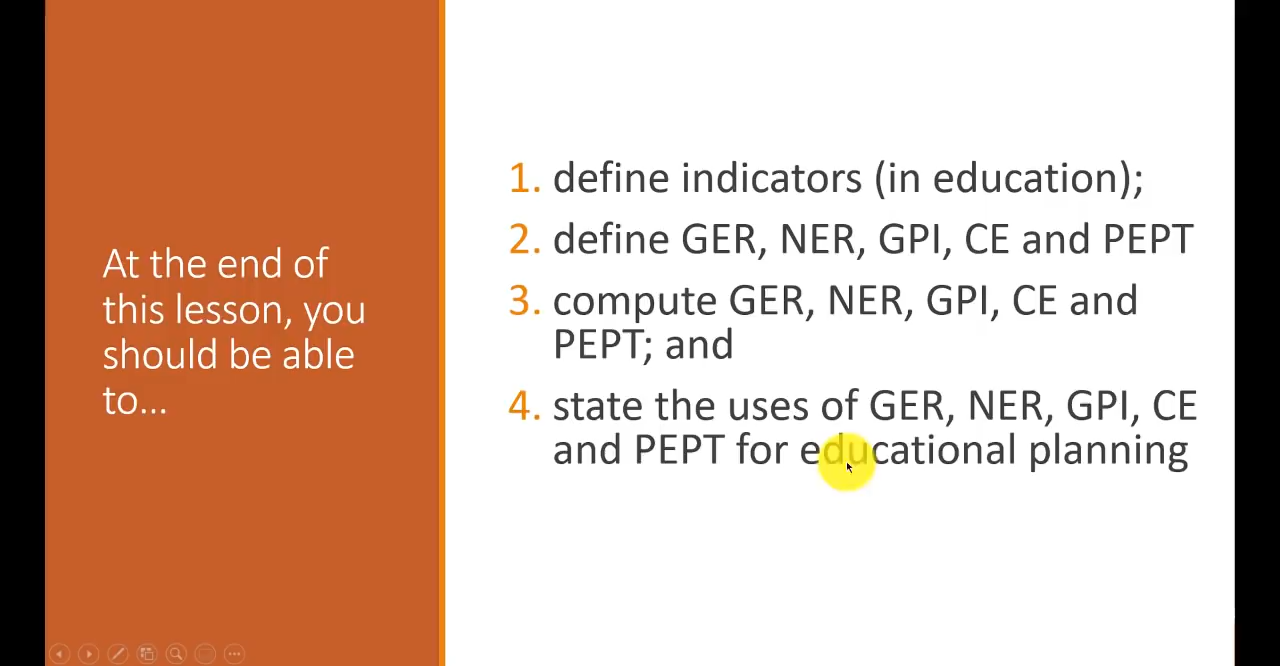 At the end of
this lesson, you
should be able
to...
1. define indicators (in education);
2. define GER, NER, GPI, CE and PEPT
3. compute GER, NER, GPI, CE and
PEPT; and
4. state the uses of GER, NER, GPI, CE
and PEPT for educational planning